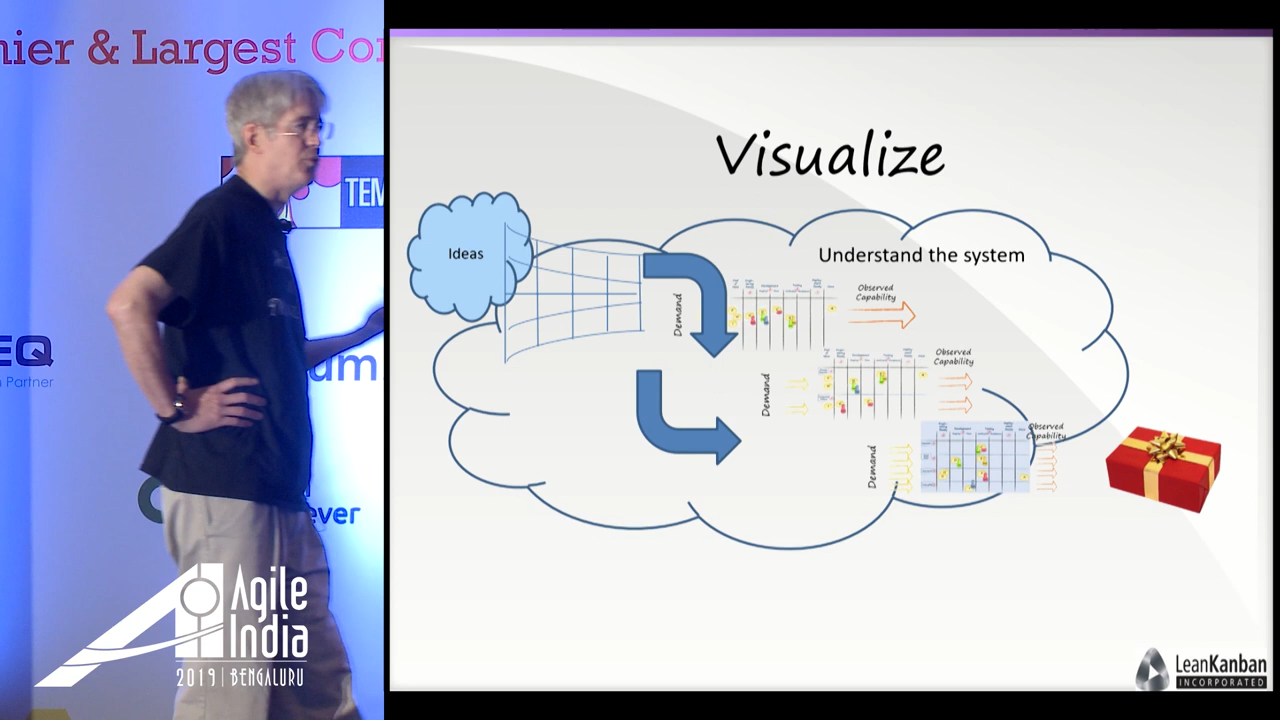 nier & Largest Co
TEM
EQ
n Partner
um
ever
Agile
India
2019 | BENGALURU
Visualize
Ideas
Understand the system
Demand
Observed
Capability
Demand
Observed
Capability
Demand
Observed
Capability
LeanKanban
INCORPORATED